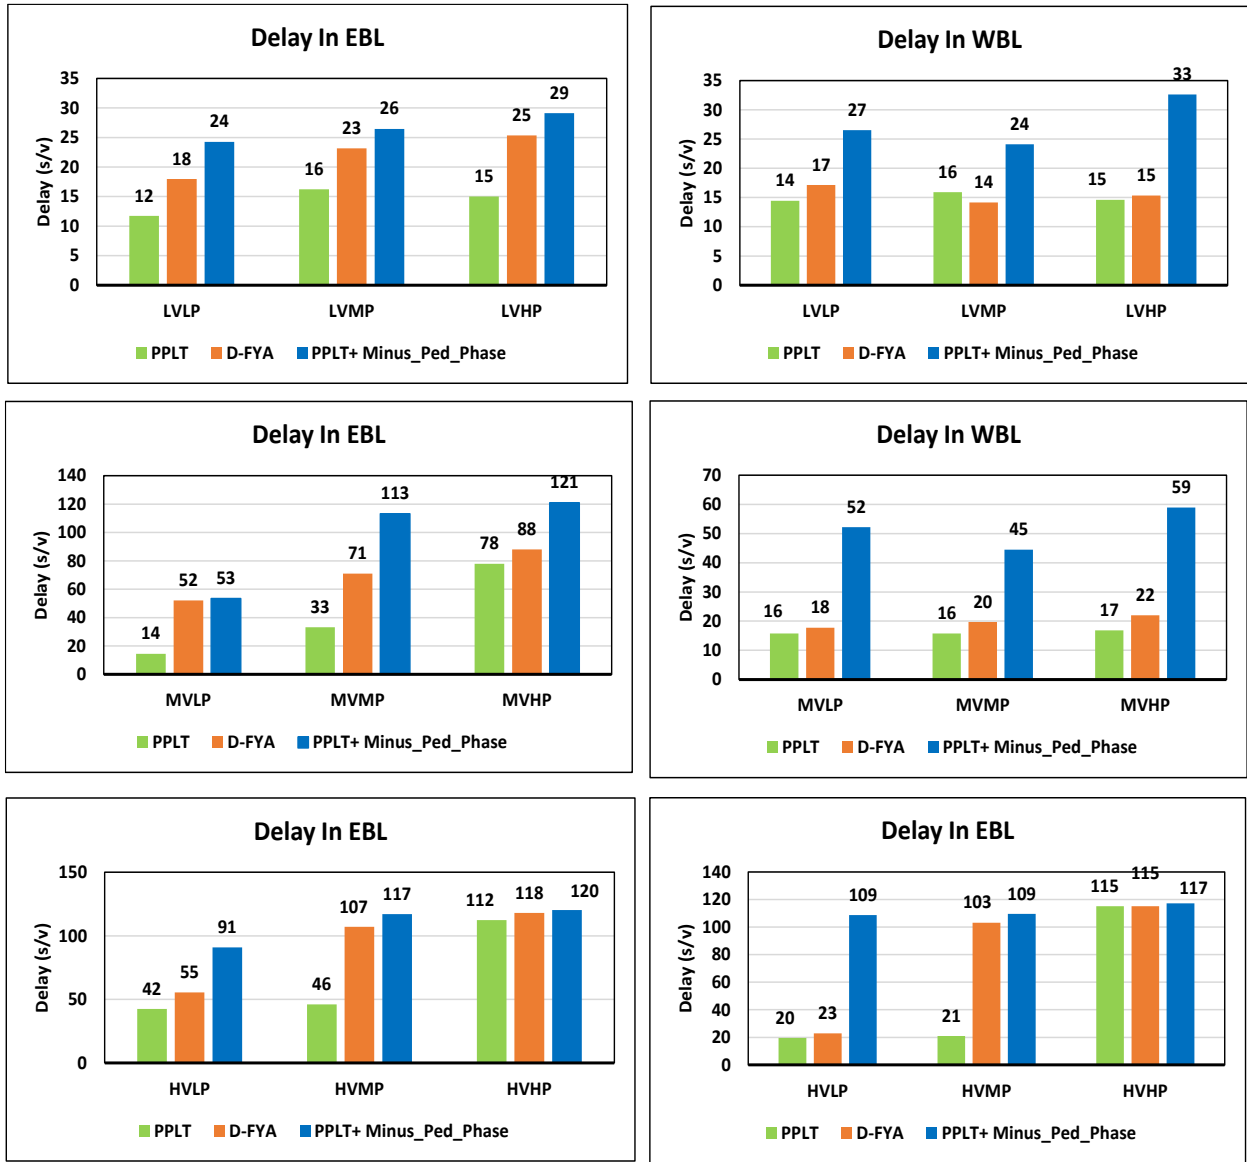 Delay In EBL
Delay (s/v)
35
30
25
20
15
10
5
0
12 18 24
16 23 26
15 25 29
LVLP LVMP LVHP
PPLT D-FYA PPLT+ Minus_Ped_Phase
Delay In WBL
Delay (s/v)
35
30
25
20
15
10
5
0
14 17 27
16 14 24
15 15 33
LVLP LVMP LVHP
PPLT D-FYA PPLT+ Minus_Ped_Phase
Delay In EBL
Delay (s/v)
140
120
100
80
60
40
20
0
14 52 53
33 71 113
78 88 121
MVLP MVMP MVHP
PPLT D-FYA PPLT+ Minus_Ped_Phase
Delay In WBL
Delay (s/v)
70
60
50
40
30
20
10
0
16 18 52
16 20 45
17 22 59
MVLP MVMP MVHP
PPLT D-FYA PPLT+ Minus_Ped_Phase
Delay In EBL
Delay (s/v)
150
100
50
0
42 55 91
46 107 117
112 118 120
HVLP HVMP HVHP
PPLT D-FYA PPLT+ Minus_Ped_Phase
Delay In EBL
Delay (s/v)
140
120
100
80
60
40
20
0
20 23 109
21 103 109
115 115 117
HVLP HVMP HVHP
PPLT D-FYA PPLT+ Minus_Ped_Phase